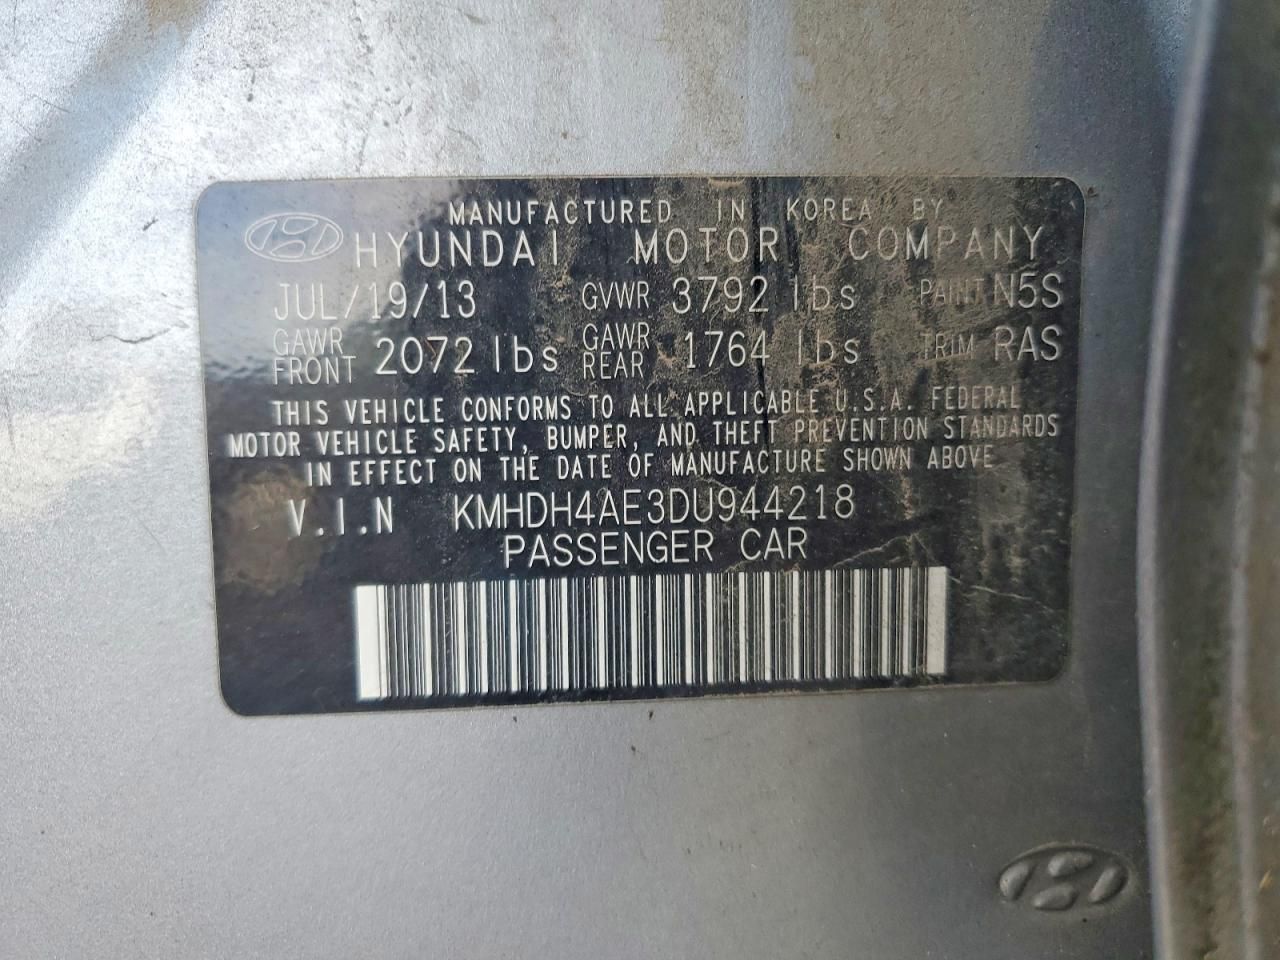 MANUFACTURED IN KOREA BY
HYUNDAI MOTOR COMPANY
JUL/19/13 GVWR 3792 lbs PAINT N5S
GAWR FRONT 2072 lbs GAWR REAR 1764 lbs TRIM RAS
THIS VEHICLE CONFORMS TO ALL APPLICABLE U.S.A. FEDERAL
MOTOR VEHICLE SAFETY, BUMPER, AND THEFT PREVENTION STANDARDS
IN EFFECT ON THE DATE OF MANUFACTURE SHOWN ABOVE
V.I.N KMHDH4AE3DU944218
PASSENGER CAR